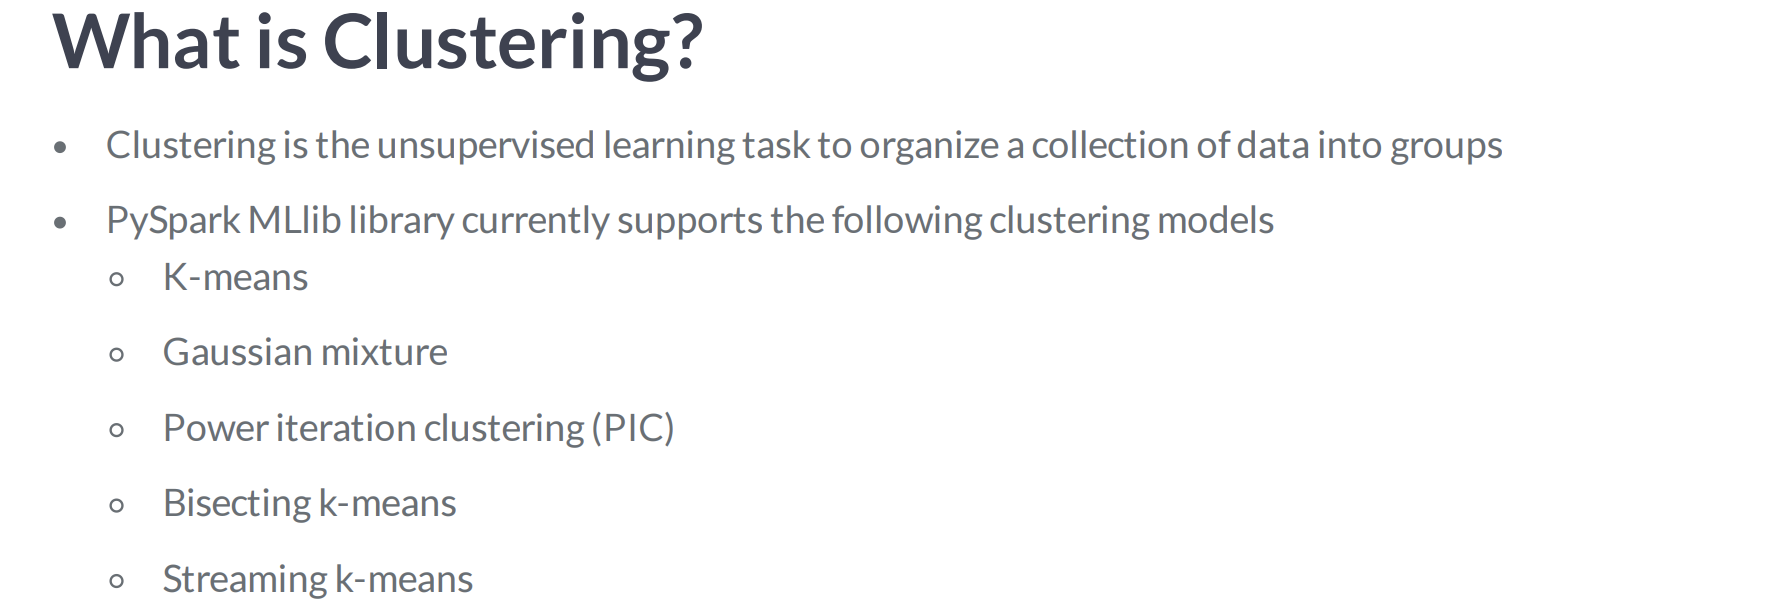 What is Clustering?
• Clustering is the unsupervised learning task to organize a collection of data into groups
• PySpark MLlib library currently supports the following clustering models
○ K-means
○ Gaussian mixture
○ Power iteration clustering (PIC)
○ Bisecting k-means
○ Streaming k-means